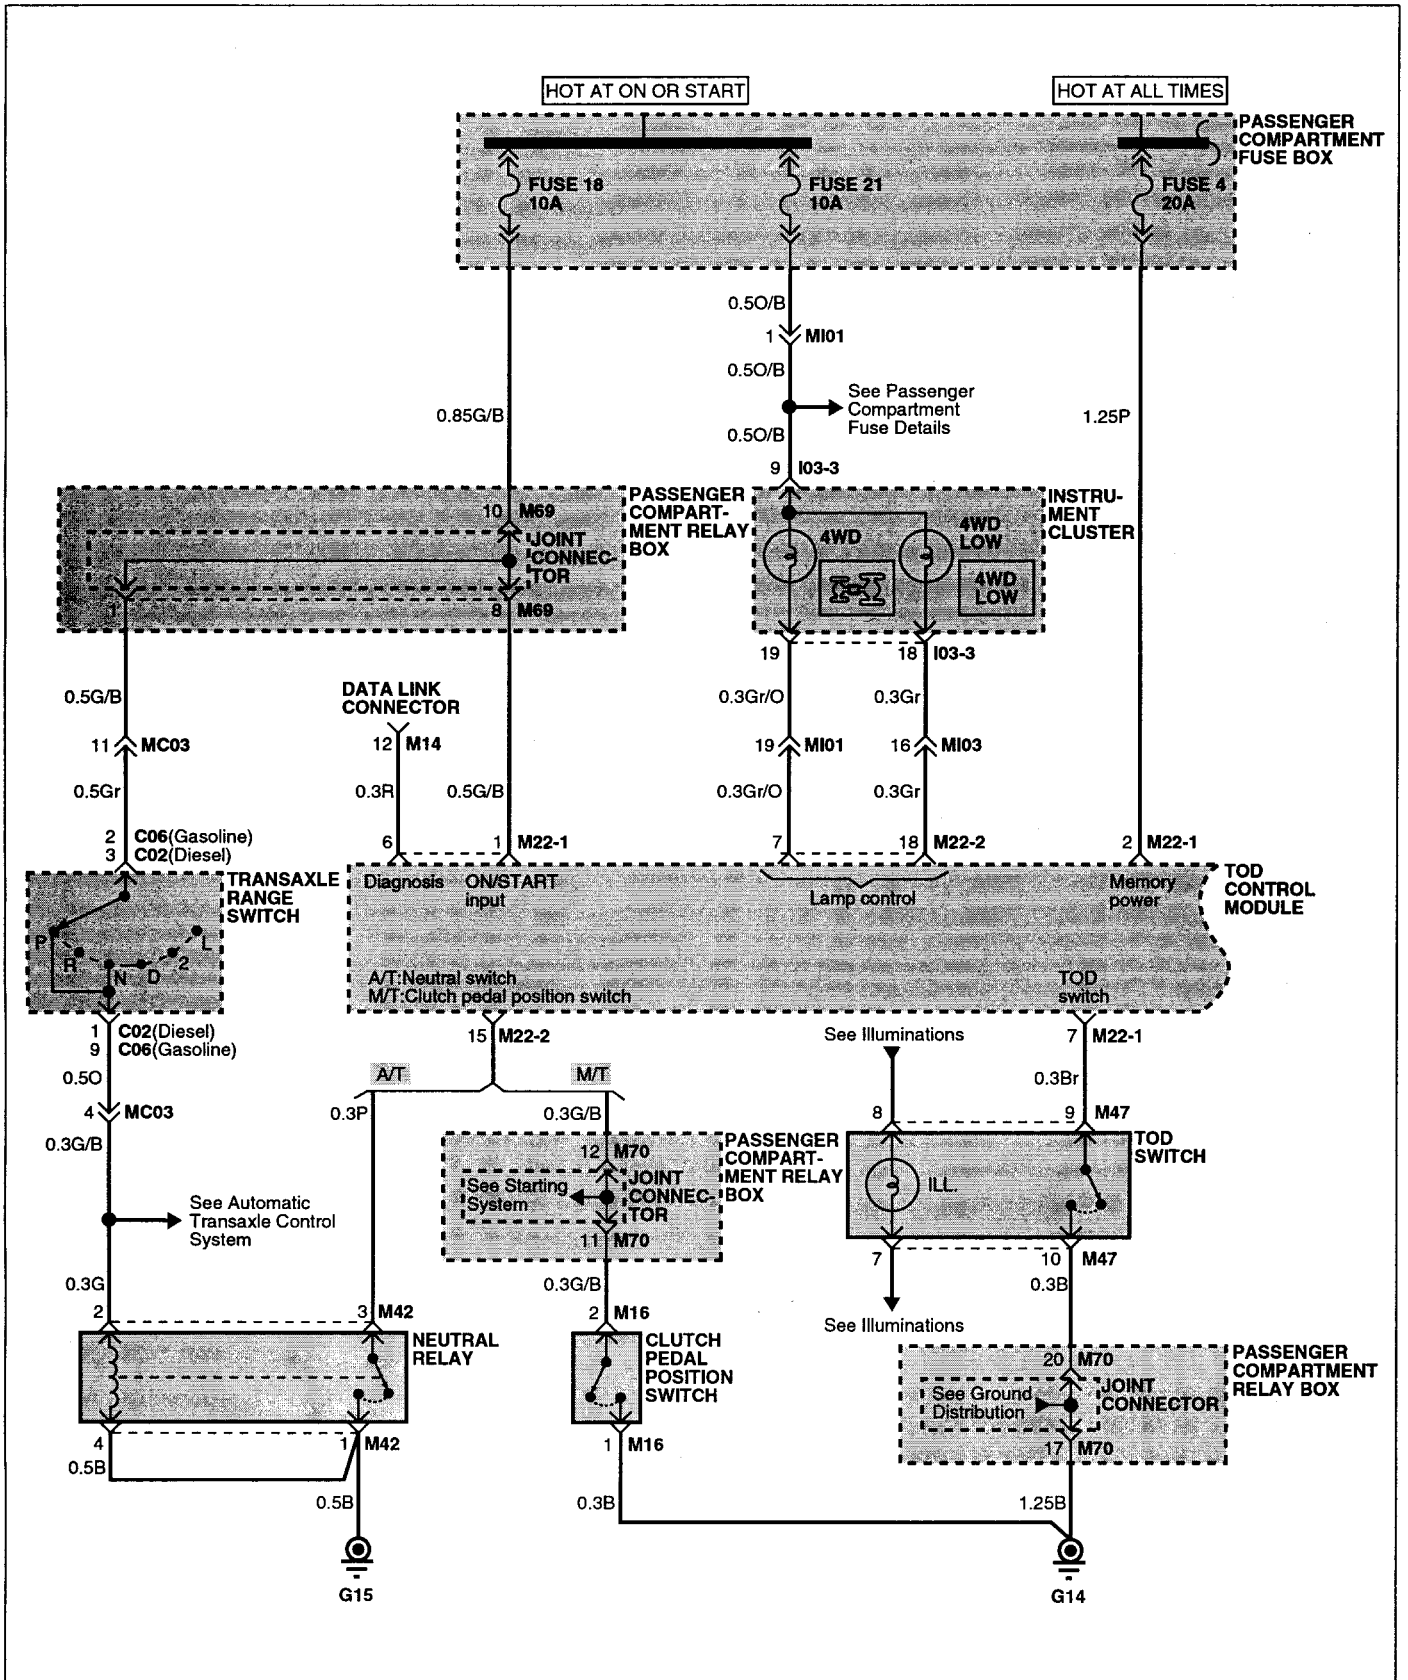 HOT AT ON OR START
HOT AT ALL TIMES
PASSENGER
COMPARTMENT
FUSE BOX
FUSE 18
10A
FUSE 21
10A
FUSE 4
20A
0.5O/B
1 MI01
0.5O/B
See Passenger
Compartment
Fuse Details
0.85G/B
1.25P
0.5O/B
9 I03-3
PASSENGER
COMPART-
MENT RELAY
BOX
10 M69
JOINT
CONNEC-
TOR
1
8 M69
INSTRU-
MENT
CLUSTER
4WD
4WD
LOW
4WD
LOW
19
18 I03-3
0.5G/B
DATA LINK
CONNECTOR
0.3Gr/O
0.3Gr
11 MC03
12 M14
19 MI01
16 MI03
0.5Gr
0.3R
0.5G/B
0.3Gr/O
0.3Gr
2 C06(Gasoline)
3 C02(Diesel)
6
1 M22-1
7
18 M22-2
2 M22-1
TRANSAXLE
RANGE
SWITCH
P
R
N
D
2
L
Diagnosis
ON/START
input
Lamp control
Memory
power
TOD
CONTROL
MODULE
A/T:Neutral switch
M/T:Clutch pedal position switch
TOD
switch
1 C02(Diesel)
9 C06(Gasoline)
15 M22-2
See Illuminations
7 M22-1
0.5O
A/T
M/T
0.3Br
4 MC03
0.3P
0.3G/B
8
9 M47
0.3G/B
PASSENGER
COMPART-
MENT RELAY
BOX
12 M70
See Starting
System
JOINT
CONNEC-
TOR
11 M70
TOD
SWITCH
ILL.
See Automatic
Transaxle Control
System
7
10 M47
0.3G
0.3G/B
0.3B
2
3 M42
2 M16
See Illuminations
NEUTRAL
RELAY
CLUTCH
PEDAL
POSITION
SWITCH
PASSENGER
COMPARTMENT
RELAY BOX
20 M70
See Ground
Distribution
JOINT
CONNECTOR
4
1 M42
1 M16
17 M70
0.5B
0.5B
0.3B
1.25B
G15
G14